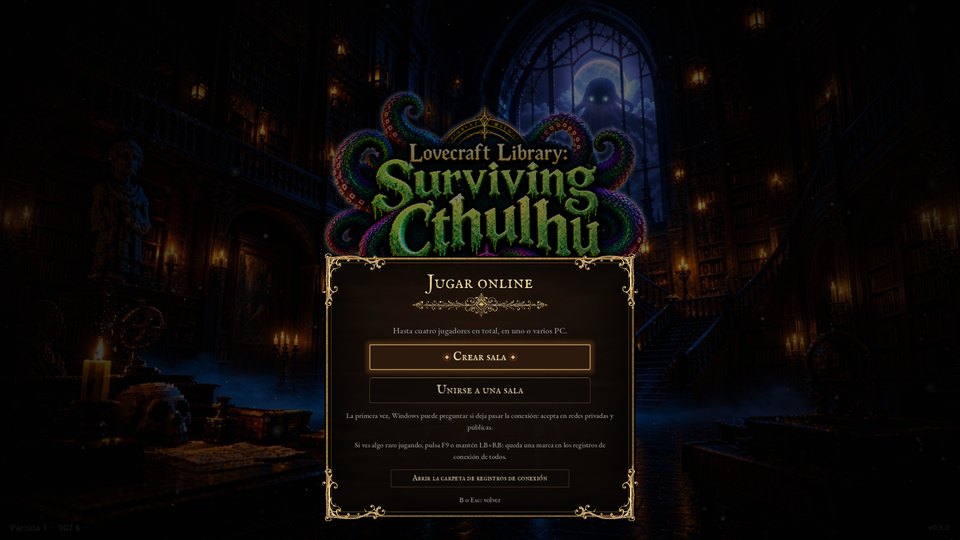 Lovecraft Library:
Surviving
Cthulhu
Jugar online
Hasta cuatro jugadores en total, en uno o varios PC.
Crear sala
Unirse a una sala
La primera vez, Windows puede preguntar si deja pasar la conexión: acepta en redes privadas y
públicas.
Si ves algo raro jugando, pulsa F9 o mantén LB+RB: queda una marca en los registros de
conexión de todos.
Abrir la carpeta de registros de conexión
B o Esc: volver
Partida 1 - 907 $